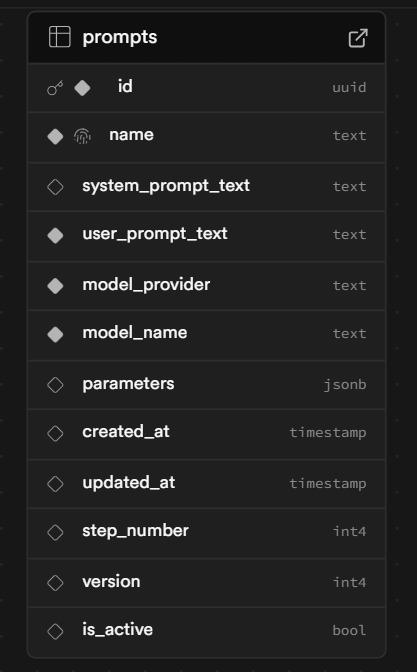 prompts
id uuid
name text
system_prompt_text text
user_prompt_text text
model_provider text
model_name text
parameters jsonb
created_at timestamp
updated_at timestamp
step_number int4
version int4
is_active bool